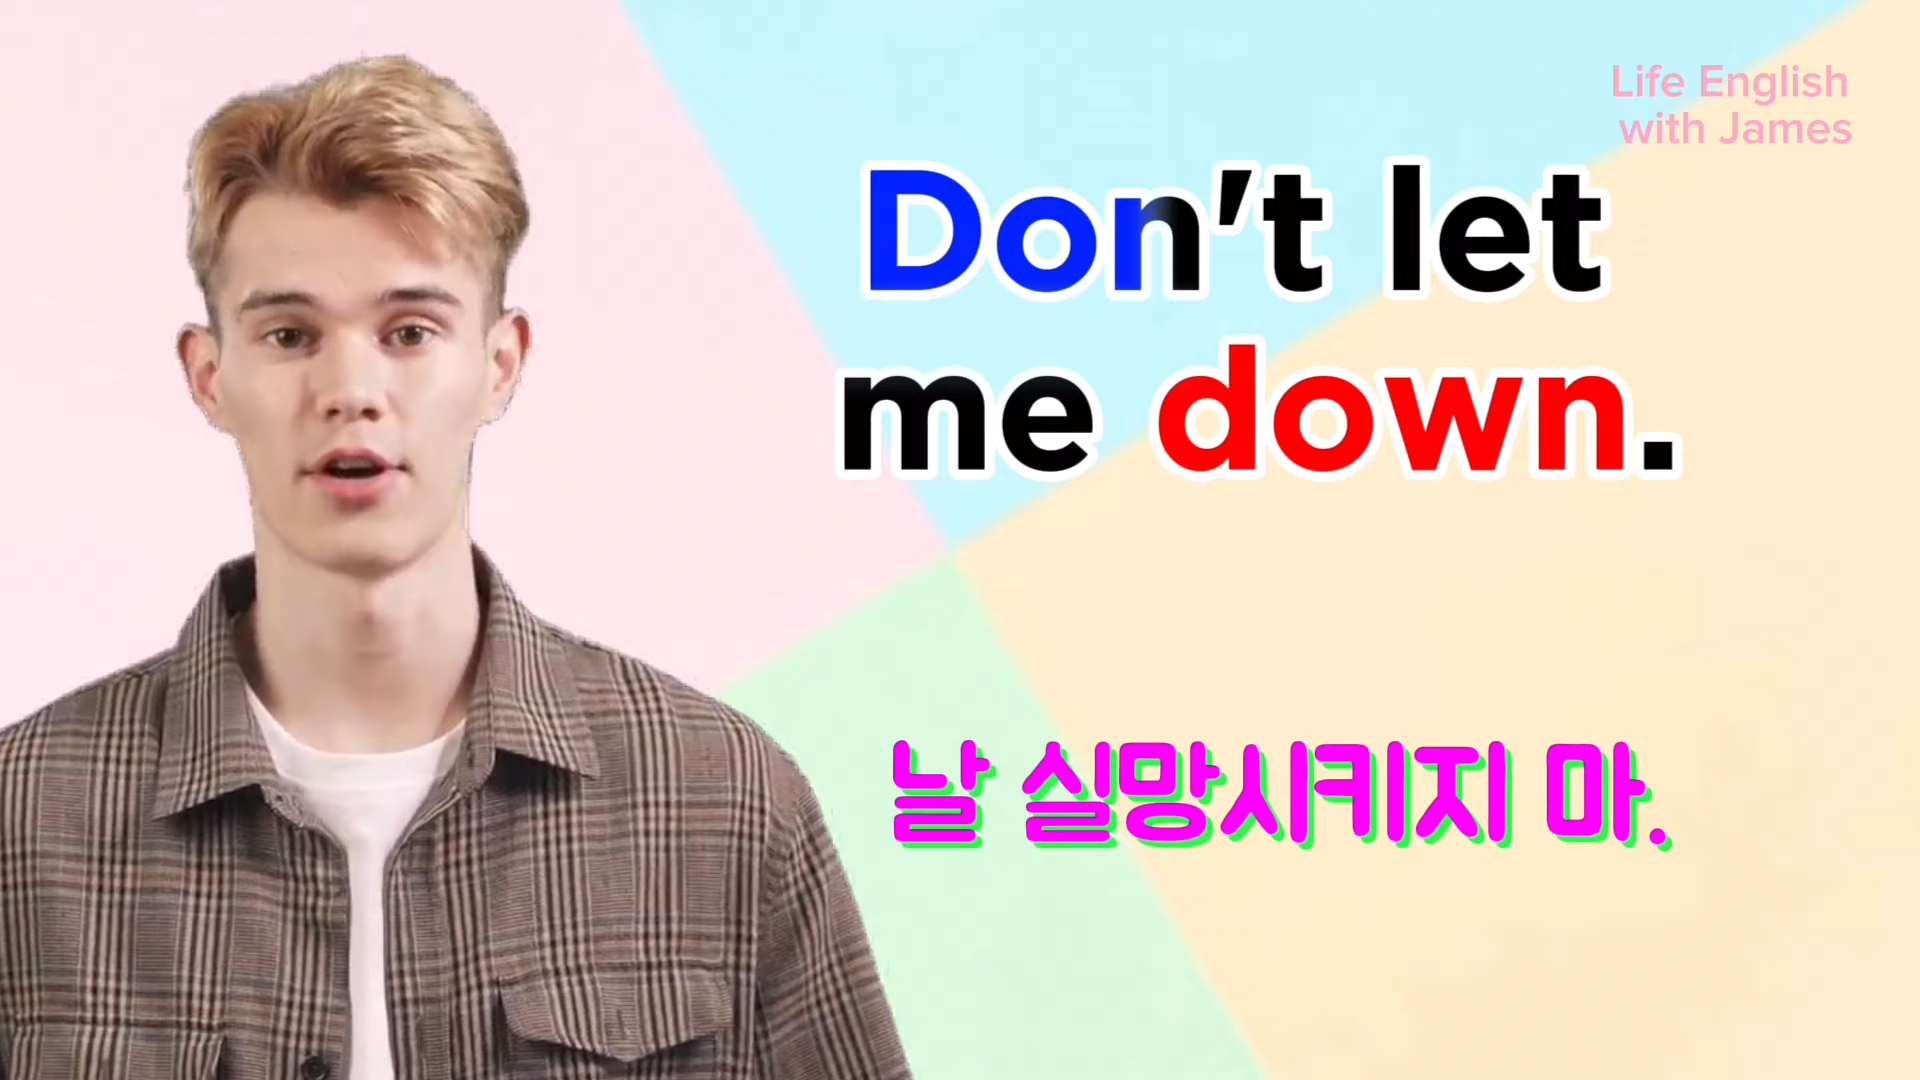 Life English
with James
Don't let
me down.
날 실망시키지 마.